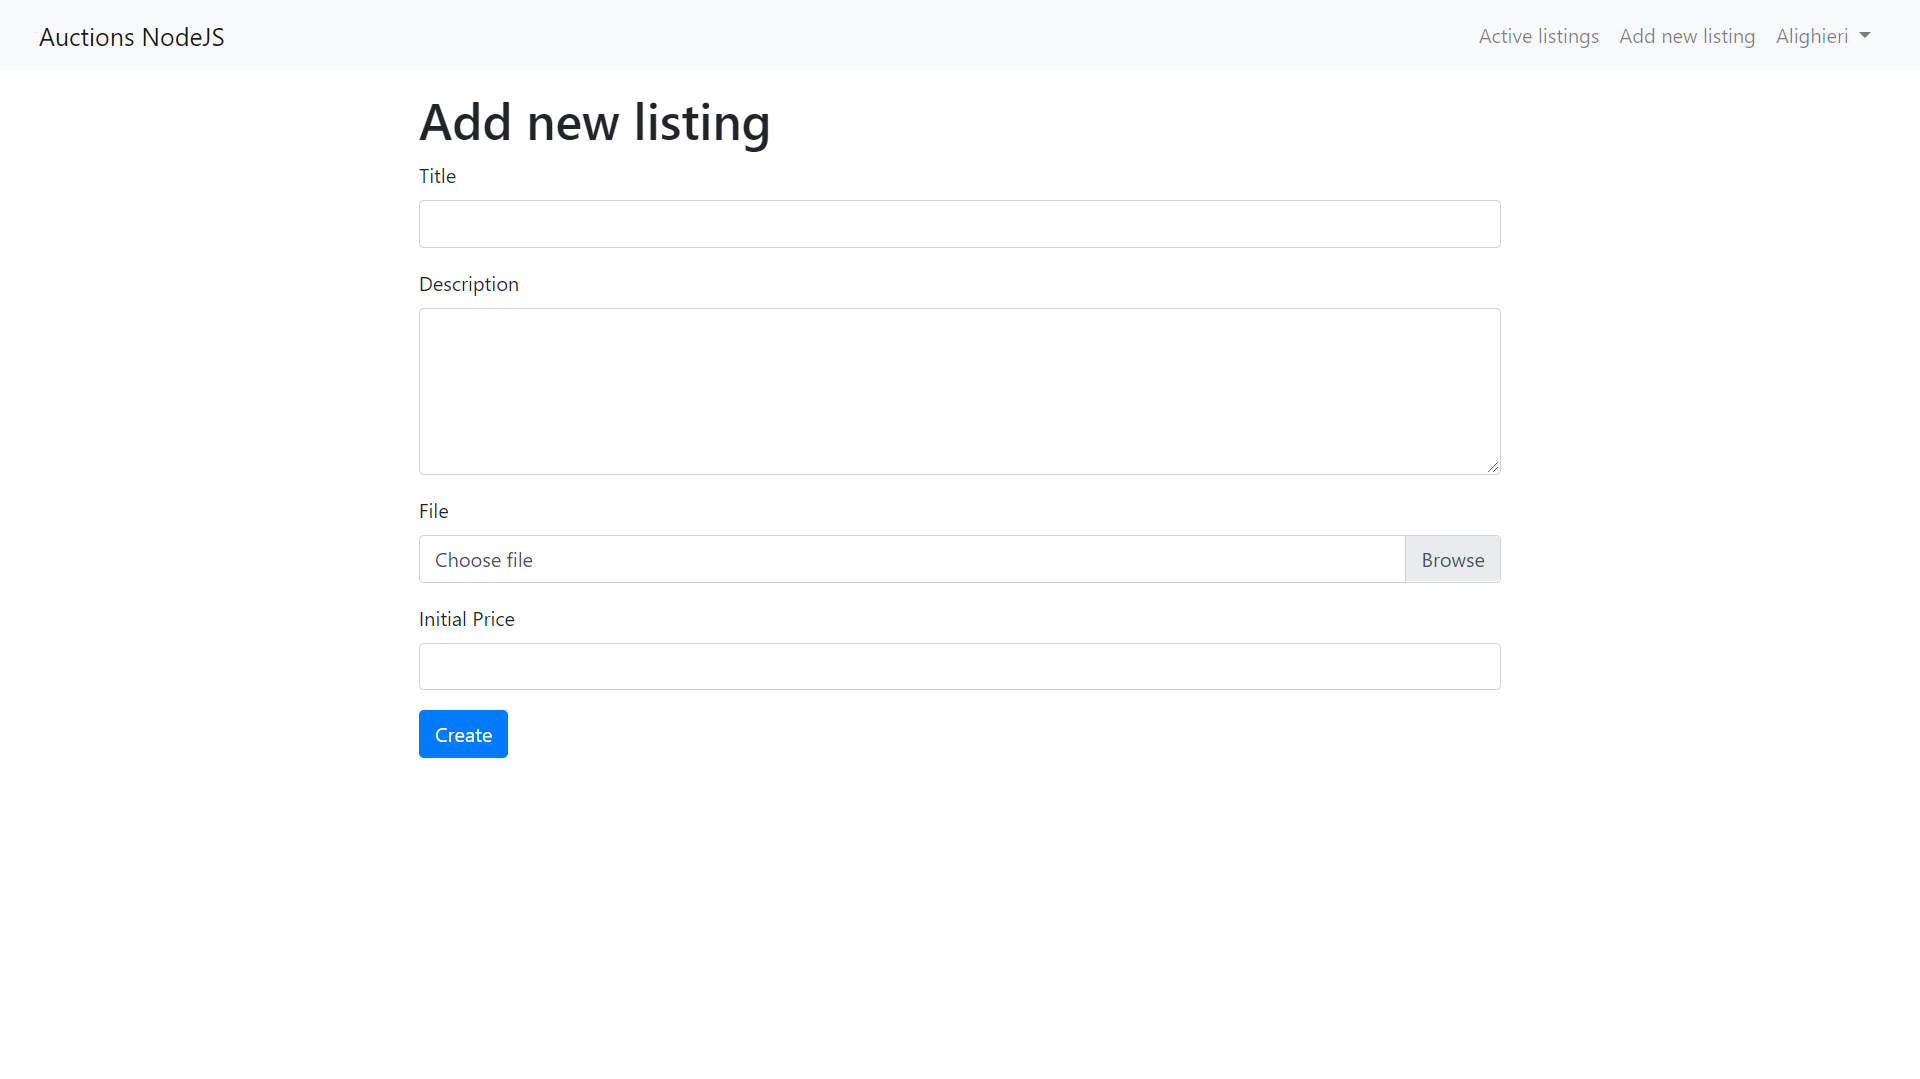 Auctions NodeJS
Active listings Add new listing Alighieri
Add new listing
Title
Description
File
Choose file Browse
Initial Price
Create